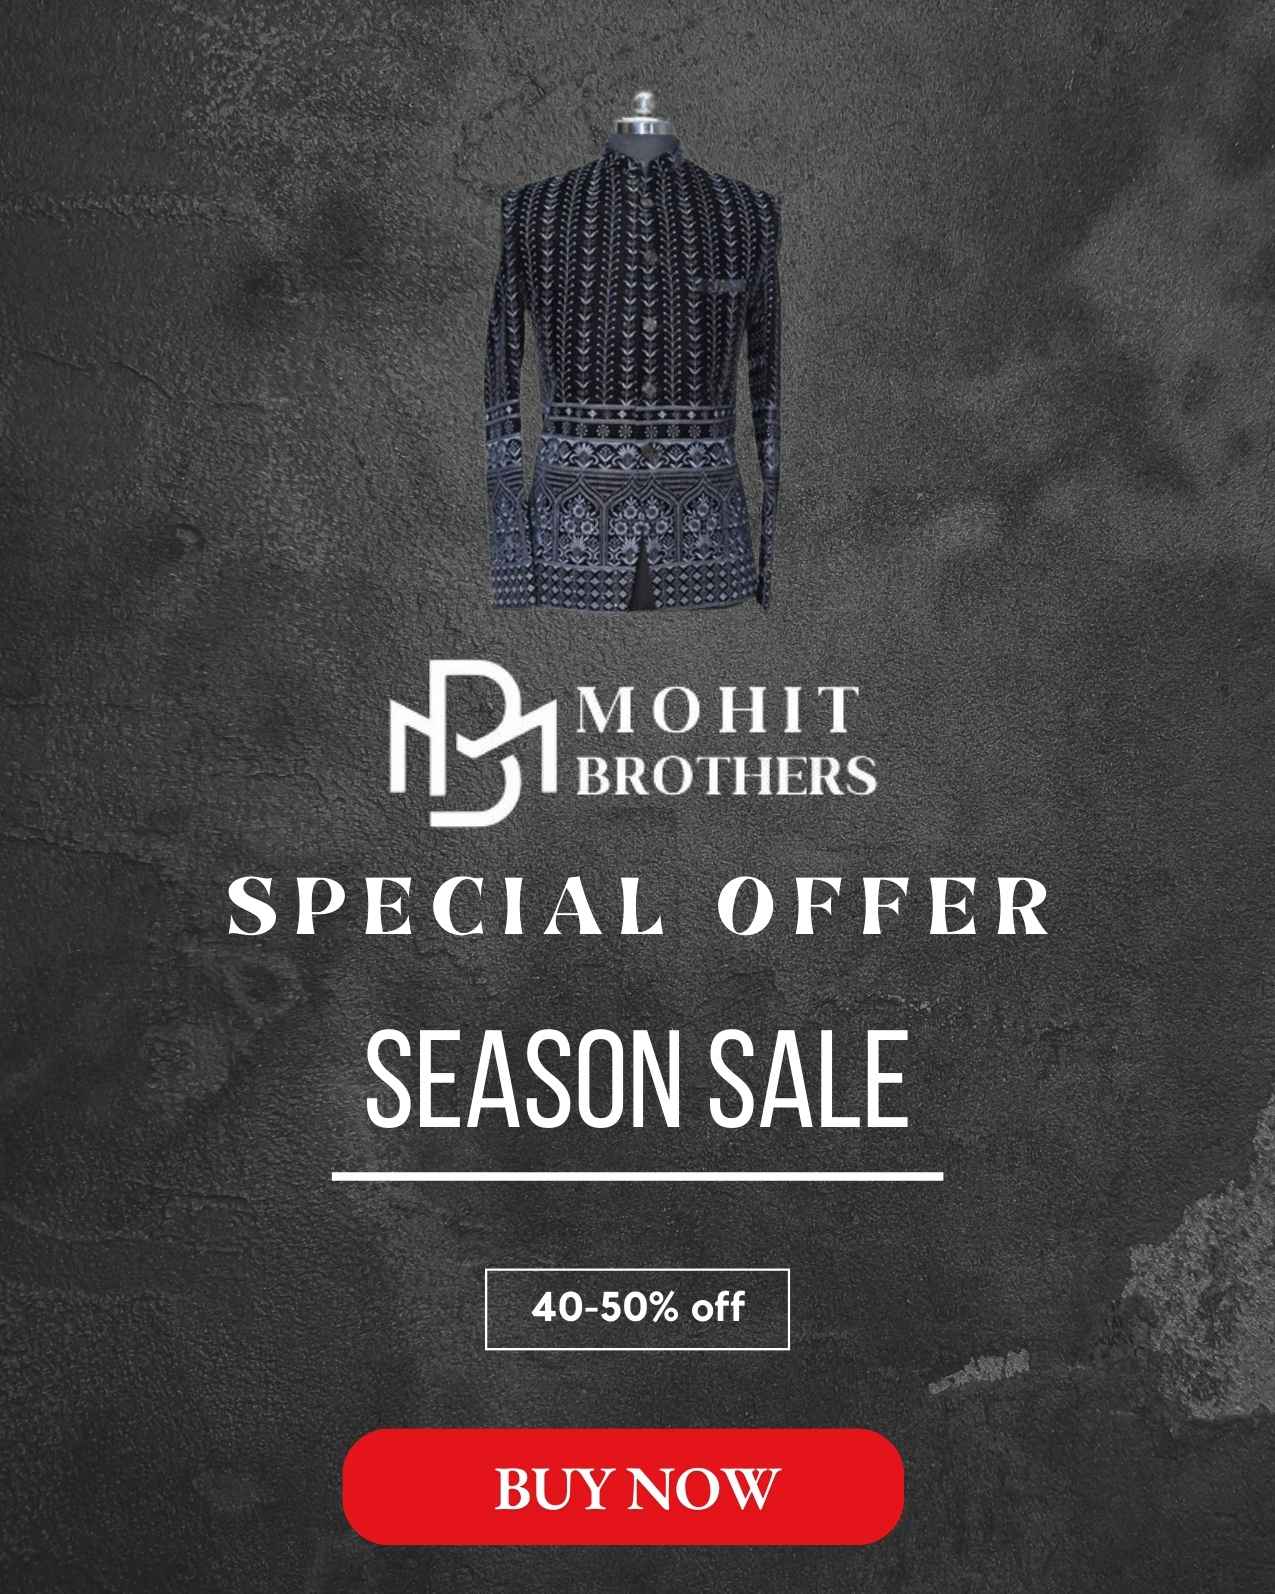 MOHIT
BROTHERS
SPECIAL OFFER
SEASON SALE
40-50% off
BUY NOW